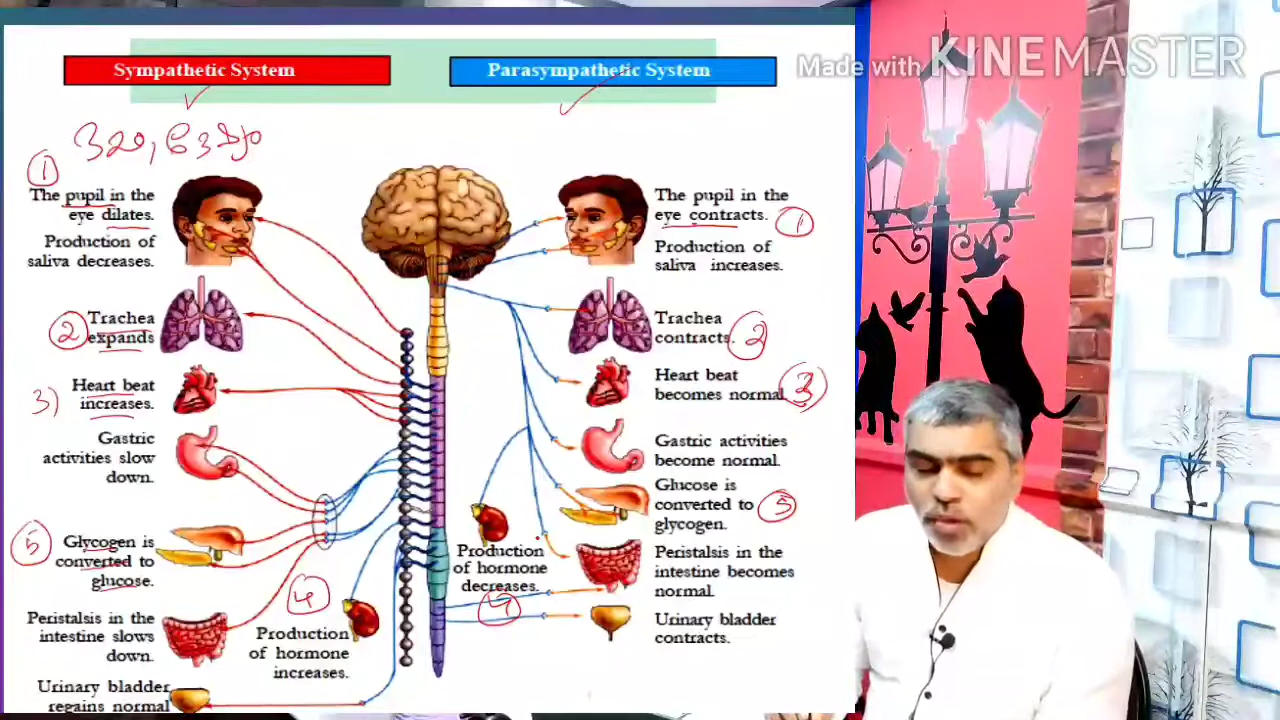 Made with KINEMASTER
Sympathetic System
Parasympathetic System
1
The pupil in the
eye dilates.
Production of
saliva decreases.
2
Trachea
expands
3)
Heart beat
increases.
Gastric
activities slow
down.
5
Glycogen is
converted to
glucose.
Peristalsis in the
intestine slows
down.
4
Production
of hormone
increases.
Urinary bladder
regains normal
The pupil in the
eye contracts.
1
Production of
saliva increases.
Trachea
contracts.
2
Heart beat
becomes normal
3
Gastric activities
become normal.
Glucose is
converted to
glycogen.
5
Production
of hormone
decreases.
4
Peristalsis in the
intestine becomes
normal.
Urinary bladder
contracts.